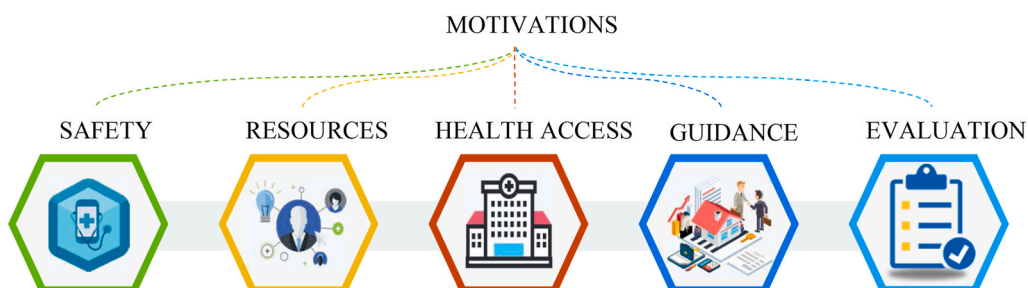 MOTIVATIONS
SAFETY
RESOURCES
HEALTH ACCESS
GUIDANCE
EVALUATION